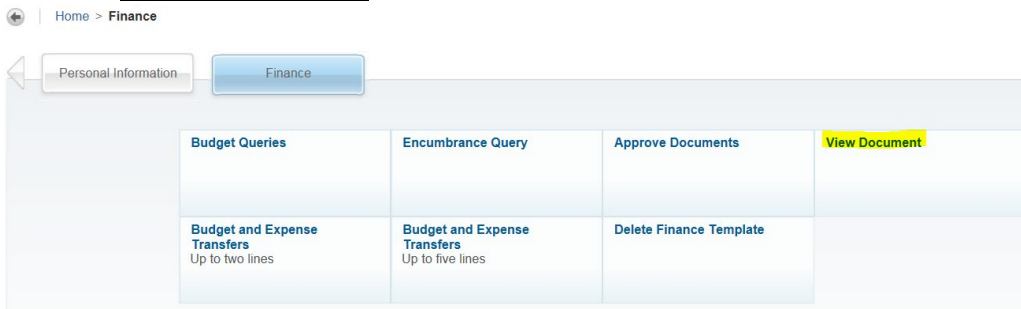 Home > Finance
Personal Information
Finance
Budget Queries
Encumbrance Query
Approve Documents
View Document
Budget and Expense
Transfers
Up to two lines
Budget and Expense
Transfers
Up to five lines
Delete Finance Template